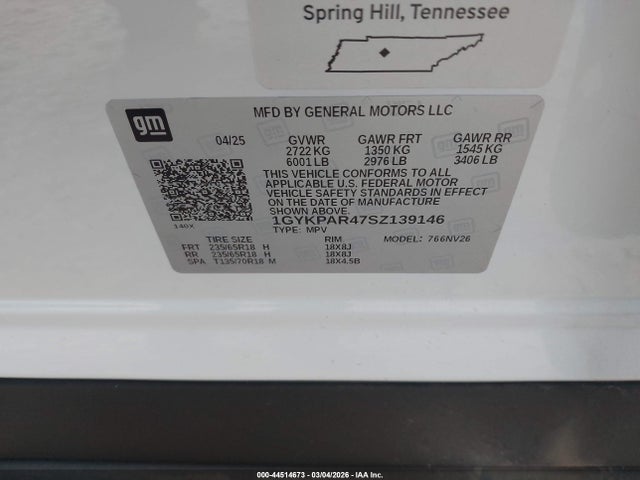 Spring Hill, Tennessee
gm
MFD BY GENERAL MOTORS LLC
04/25 GVWR GAWR FRT GAWR RR
2722 KG 1350 KG 1545 KG
6001 LB 2976 LB 3406 LB
THIS VEHICLE CONFORMS TO ALL
APPLICABLE U.S. FEDERAL MOTOR
VEHICLE SAFETY STANDARDS IN EFFECT
ON THE DATE OF MANUFACTURE
SHOWN ABOVE.
140X 1GYKPAR47SZ139146
TYPE: MPV MODEL: 766NV26
TIRE SIZE RIM
FRT 235/65R18 H 18X8J
RR 235/65R18 H 18X8J
SPA T135/70R18 M 18X4.5B
000-44514673 - 03/04/2026 - IAA Inc.